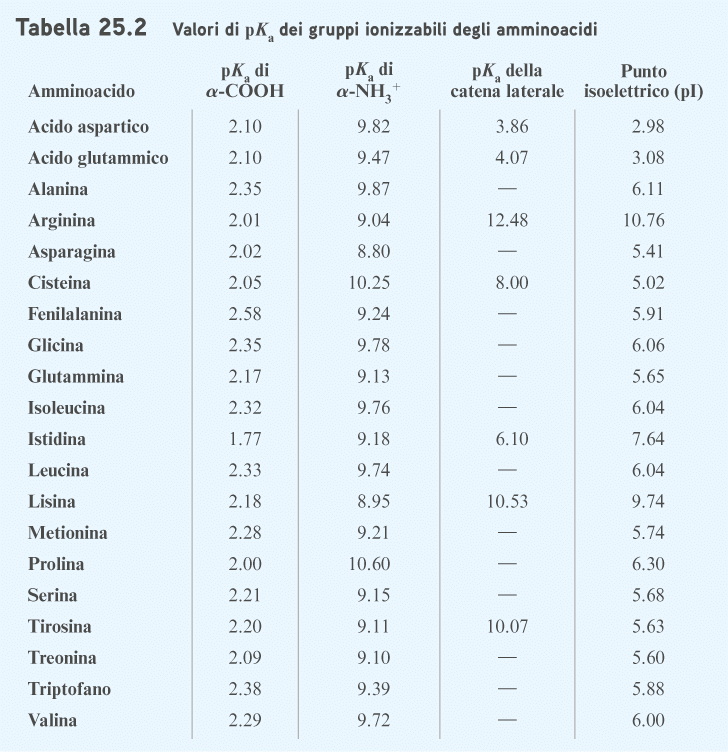 Tabella 25.2 Valori di pKa dei gruppi ionizzabili degli amminoacidi
Amminoacido pKa di α-COOH pKa di α-NH3+ pKa della catena laterale Punto isoelettrico (pI)
Acido aspartico 2.10 9.82 3.86 2.98
Acido glutammico 2.10 9.47 4.07 3.08
Alanina 2.35 9.87 — 6.11
Arginina 2.01 9.04 12.48 10.76
Asparagina 2.02 8.80 — 5.41
Cisteina 2.05 10.25 8.00 5.02
Fenilalanina 2.58 9.24 — 5.91
Glicina 2.35 9.78 — 6.06
Glutammina 2.17 9.13 — 5.65
Isoleucina 2.32 9.76 — 6.04
Istidina 1.77 9.18 6.10 7.64
Leucina 2.33 9.74 — 6.04
Lisina 2.18 8.95 10.53 9.74
Metionina 2.28 9.21 — 5.74
Prolina 2.00 10.60 — 6.30
Serina 2.21 9.15 — 5.68
Tirosina 2.20 9.11 10.07 5.63
Treonina 2.09 9.10 — 5.60
Triptofano 2.38 9.39 — 5.88
Valina 2.29 9.72 — 6.00